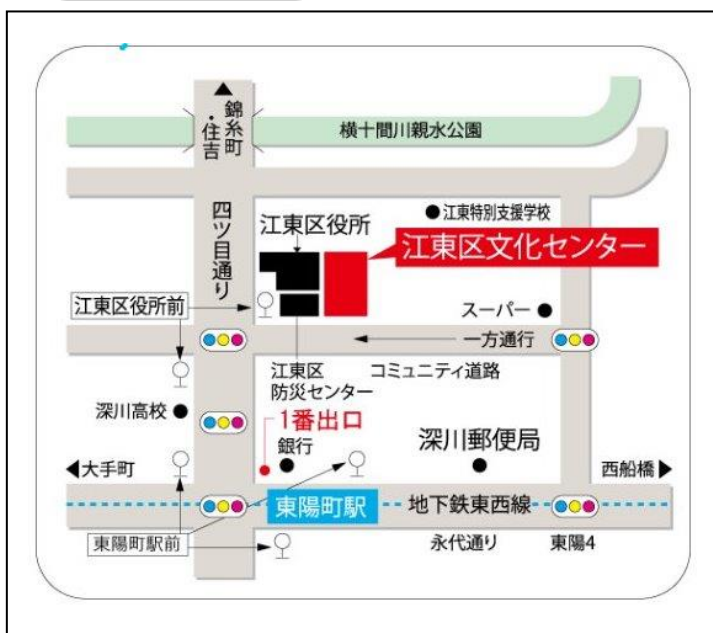 ▲
錦糸町
・住吉
横十間川親水公園
四ツ目通り
江東区役所
●江東特別支援学校
江東区文化センター
江東区役所前
スーパー●
一方通行
江東区
防災センター
コミュニティ道路
深川高校●
1番出口
銀行
深川郵便局
◀大手町
西船橋▶
東陽町駅
地下鉄東西線
東陽町駅前
永代通り
東陽4